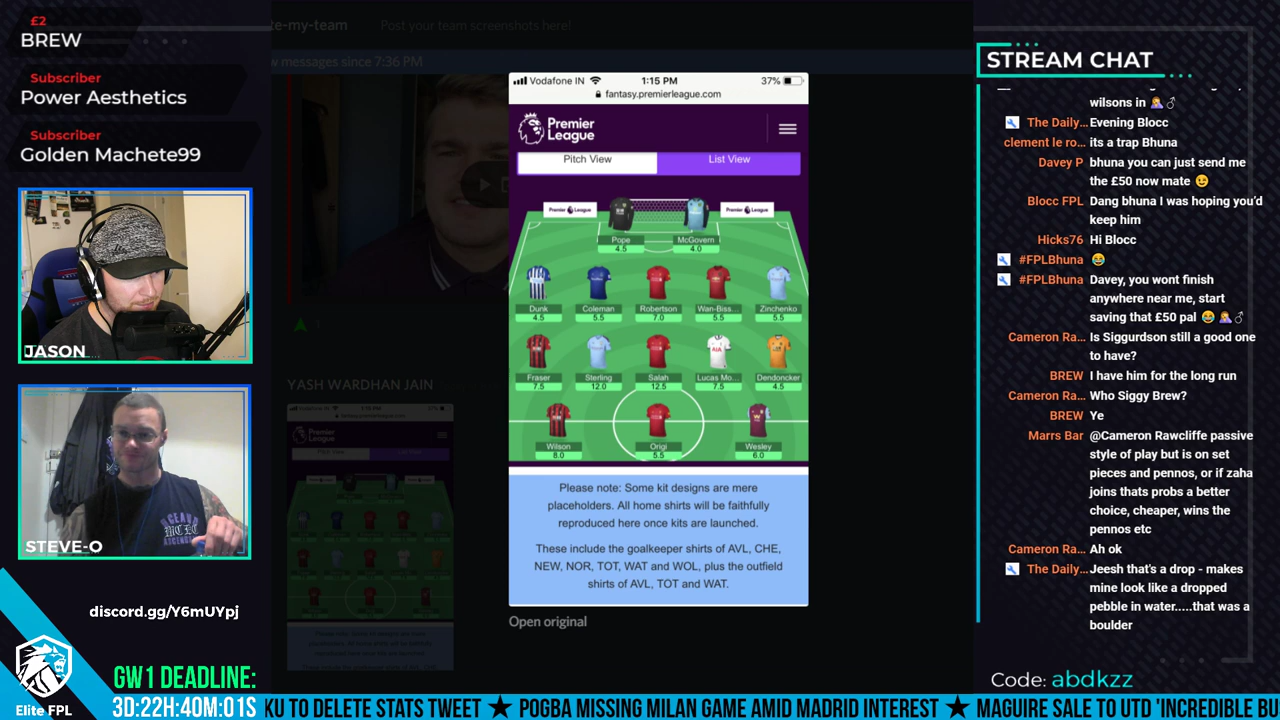 £2
BREW
Subscriber
Power Aesthetics
Subscriber
Golden Machete99
JASON
STEVE-O
discord.gg/Y6mUYpj
Elite FPL
GW1 DEADLINE:
3D:22H:40M:01S
te-my-team
Post your team screenshots here!
w messages since 7:36 PM
YASH WARDHAN JAIN
Vodafone IN
1:15 PM
37%
fantasy.premierleague.com
Premier
League
Pitch View
List View
Premier League
Premier League
Pope
McGovern
4.5
4.0
Dunk
Coleman
Robertson
Wan-Biss...
Zinchenko
4.5
5.5
7.0
5.5
5.5
Fraser
Sterling
Salah
Lucas Mo...
Dendoncker
7.5
12.0
12.5
7.5
4.5
Wilson
Origi
Wesley
8.0
5.5
6.0
Please note: Some kit designs are mere
placeholders. All home shirts will be faithfully
reproduced here once kits are launched.
These include the goalkeeper shirts of AVL, CHE,
NEW, NOR, TOT, WAT and WOL, plus the outfield
shirts of AVL, TOT and WAT.
Open original
STREAM CHAT
wilsons in 🤦‍♂
The Daily... Evening Blocc
clement le ro... its a trap Bhuna
Davey P bhuna you can just send me
the £50 now mate 😉
Blocc FPL Dang bhuna I was hoping you'd
keep him
Hicks76 Hi Blocc
#FPLBhuna 😂
#FPLBhuna Davey, you wont finish
anywhere near me, start
saving that £50 pal 😂 🤦‍♂
Cameron Ra... Is Siggurdson still a good one
to have?
BREW I have him for the long run
Cameron Ra... Who Siggy Brew?
BREW Ye
Marrs Bar @Cameron Rawcliffe passive
style of play but is on set
pieces and pennos, or if zaha
joins thats probs a better
choice, cheaper, wins the
pennos etc
Cameron Ra... Ah ok
The Daily... Jeesh that's a drop - makes
mine look like a dropped
pebble in water.....that was a
boulder
Code: abdkzz
KU TO DELETE STATS TWEET ★ POGBA MISSING MILAN GAME AMID MADRID INTEREST ★ MAGUIRE SALE TO UTD 'INCREDIBLE BU